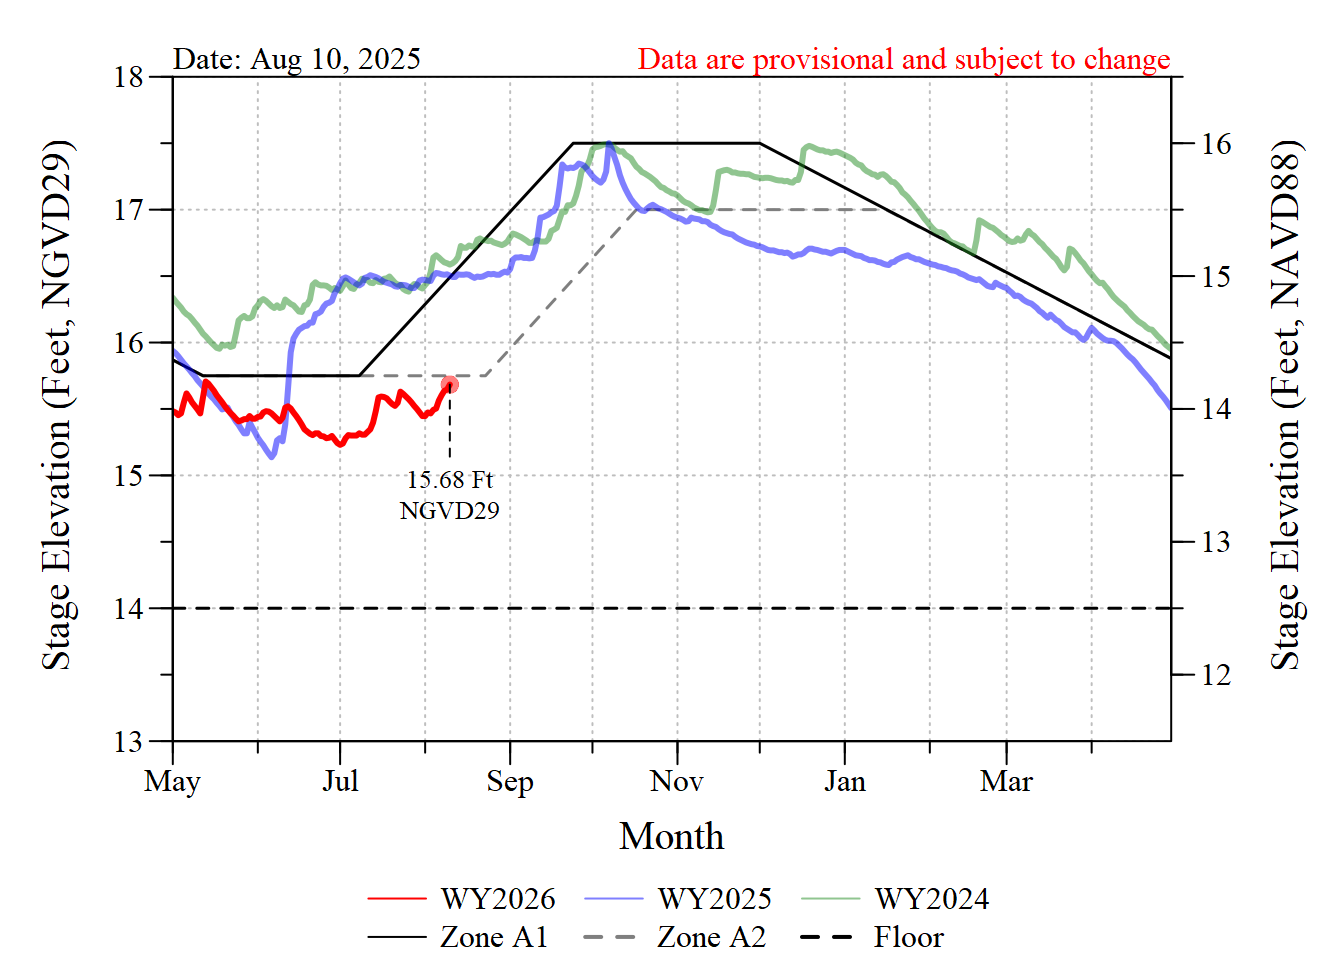 Date: Aug 10, 2025
Data are provisional and subject to change
Stage Elevation (Feet, NGVD29)
18
17
16
15
14
13
16
15
14
13
12
Stage Elevation (Feet, NAVD88)
15.68 Ft
NGVD29
May Jul Sep Nov Jan Mar
Month
WY2026 WY2025 WY2024
Zone A1 Zone A2 Floor